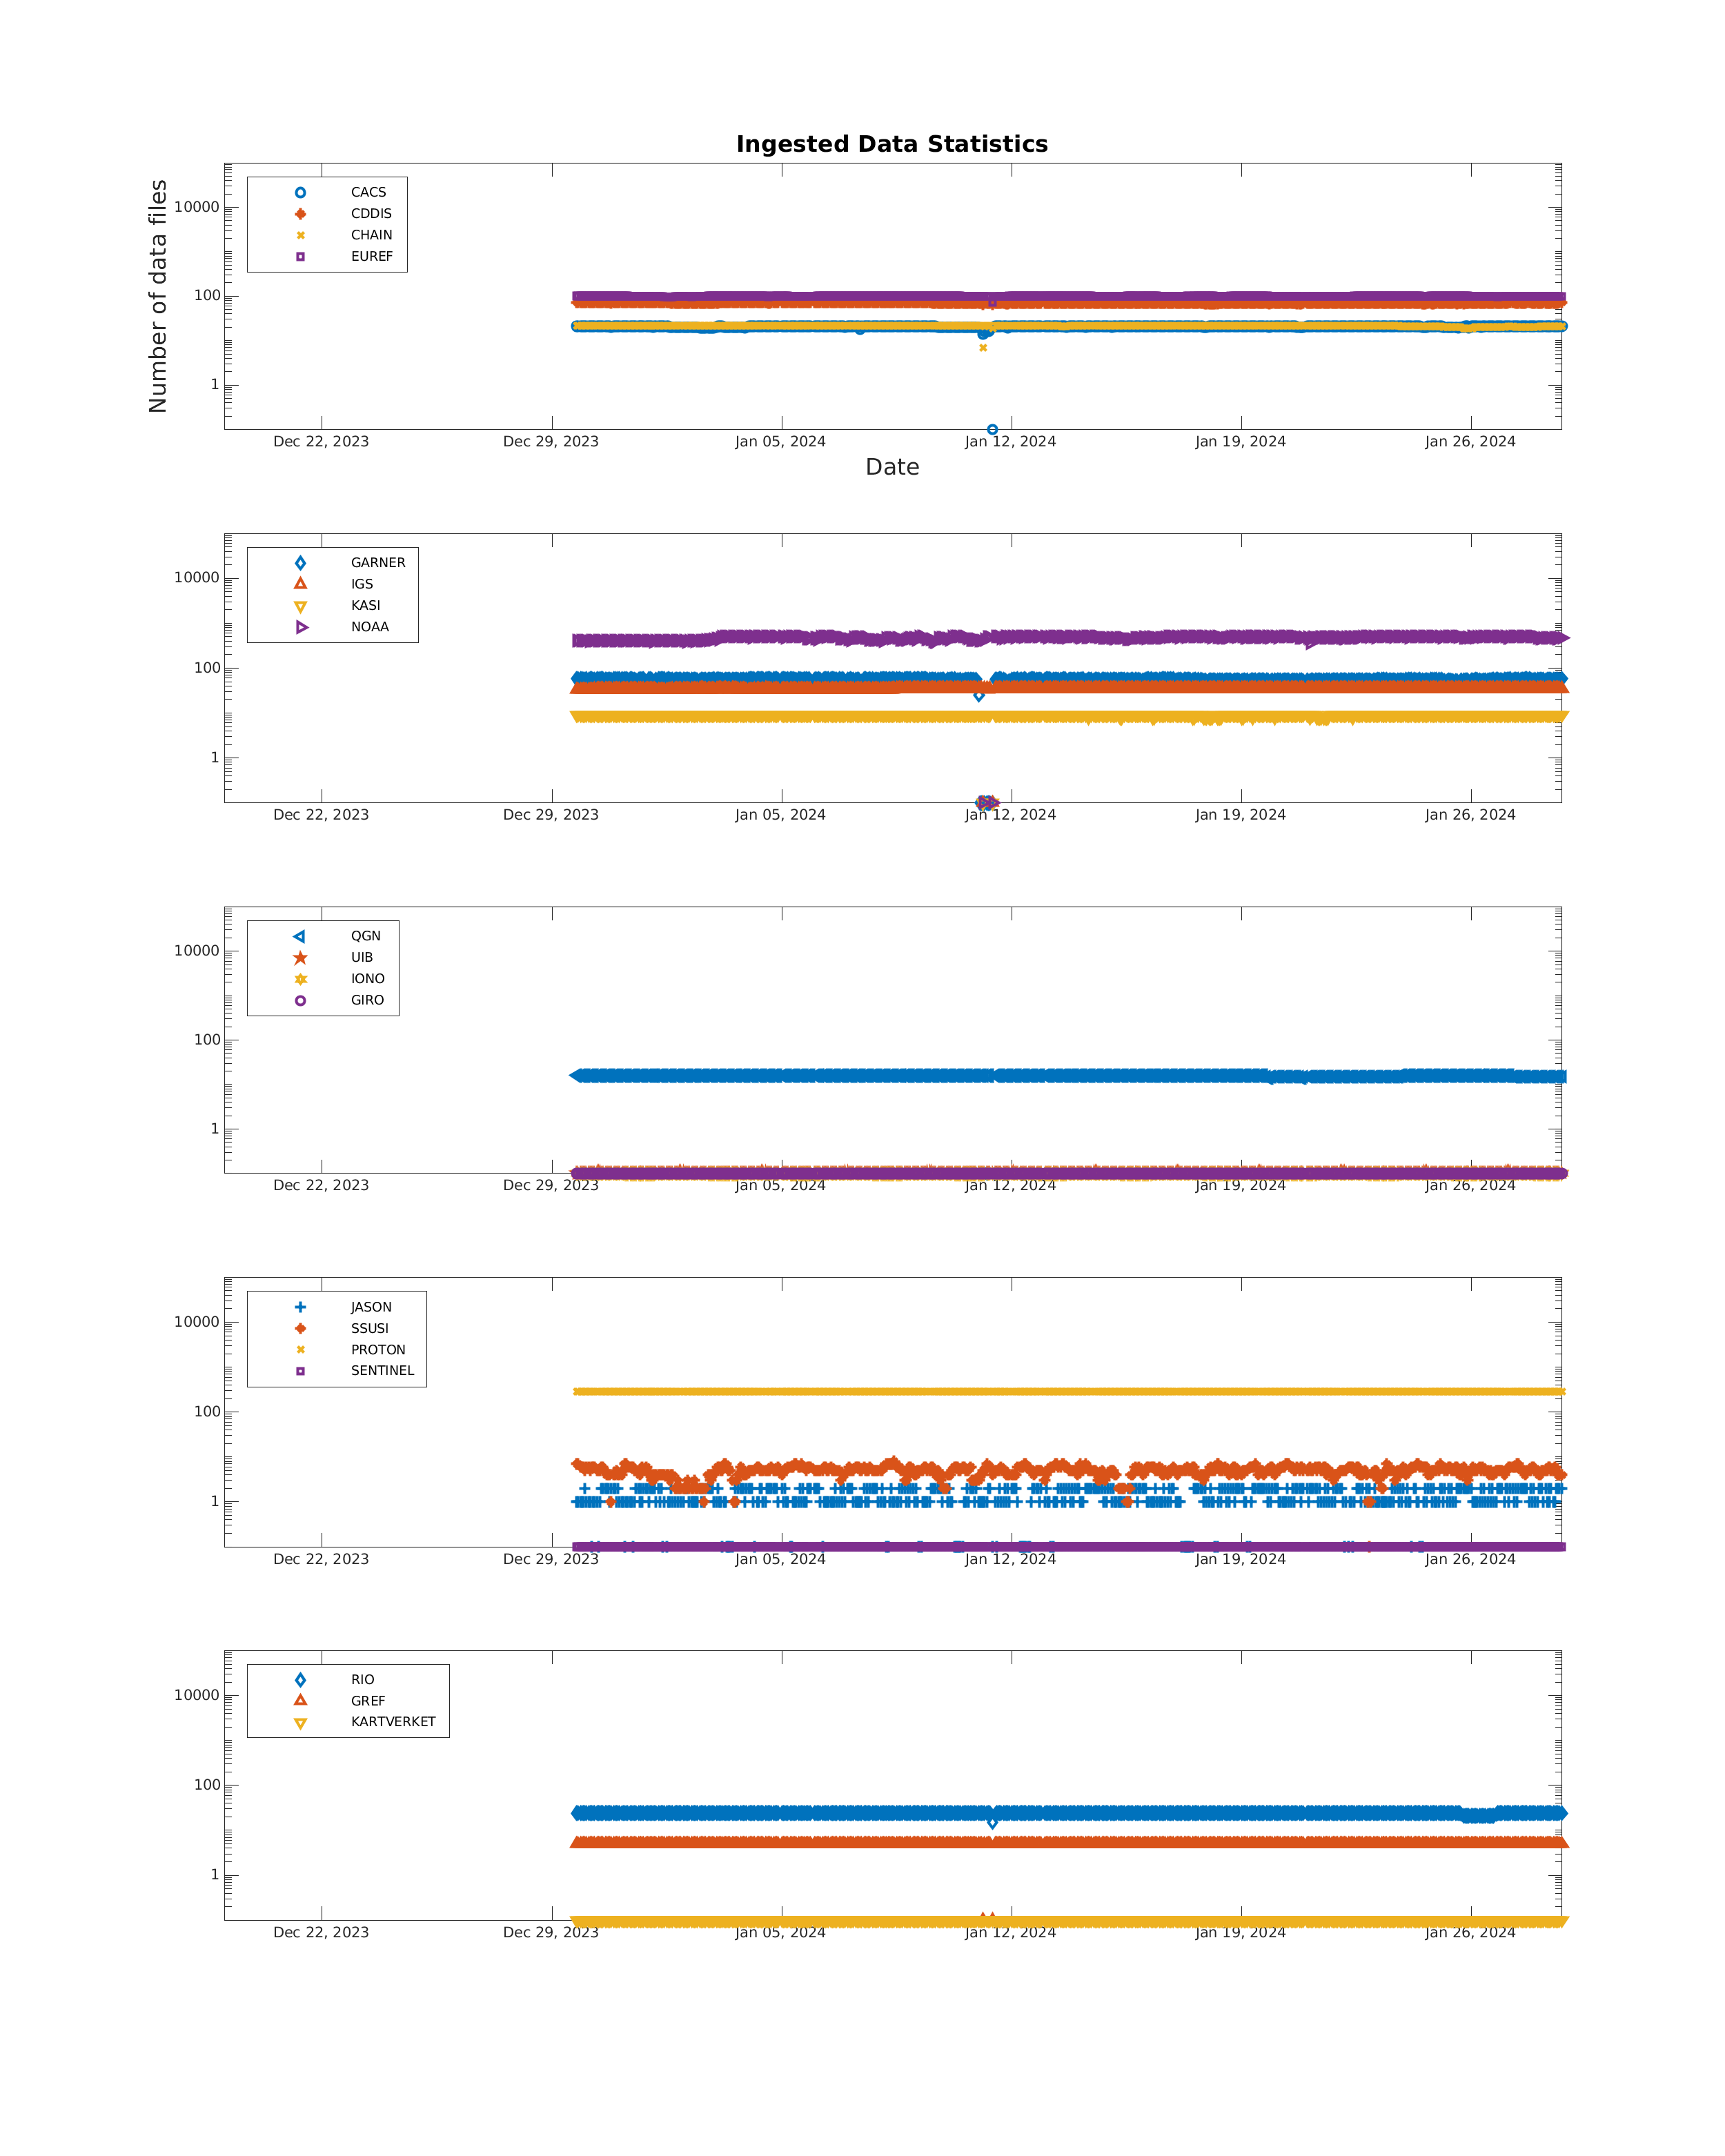 Ingested Data Statistics
Number of data files
10000
100
1
CACS
CDDIS
CHAIN
EUREF
Dec 22, 2023 Dec 29, 2023 Jan 05, 2024 Jan 12, 2024 Jan 19, 2024 Jan 26, 2024
Date
10000
100
1
GARNER
IGS
KASI
NOAA
Dec 22, 2023 Dec 29, 2023 Jan 05, 2024 Jan 12, 2024 Jan 19, 2024 Jan 26, 2024
10000
100
1
QGN
UIB
IONO
GIRO
Dec 22, 2023 Dec 29, 2023 Jan 05, 2024 Jan 12, 2024 Jan 19, 2024 Jan 26, 2024
10000
100
1
JASON
SSUSI
PROTON
SENTINEL
Dec 22, 2023 Dec 29, 2023 Jan 05, 2024 Jan 12, 2024 Jan 19, 2024 Jan 26, 2024
10000
100
1
RIO
GREF
KARTVERKET
Dec 22, 2023 Dec 29, 2023 Jan 05, 2024 Jan 12, 2024 Jan 19, 2024 Jan 26, 2024